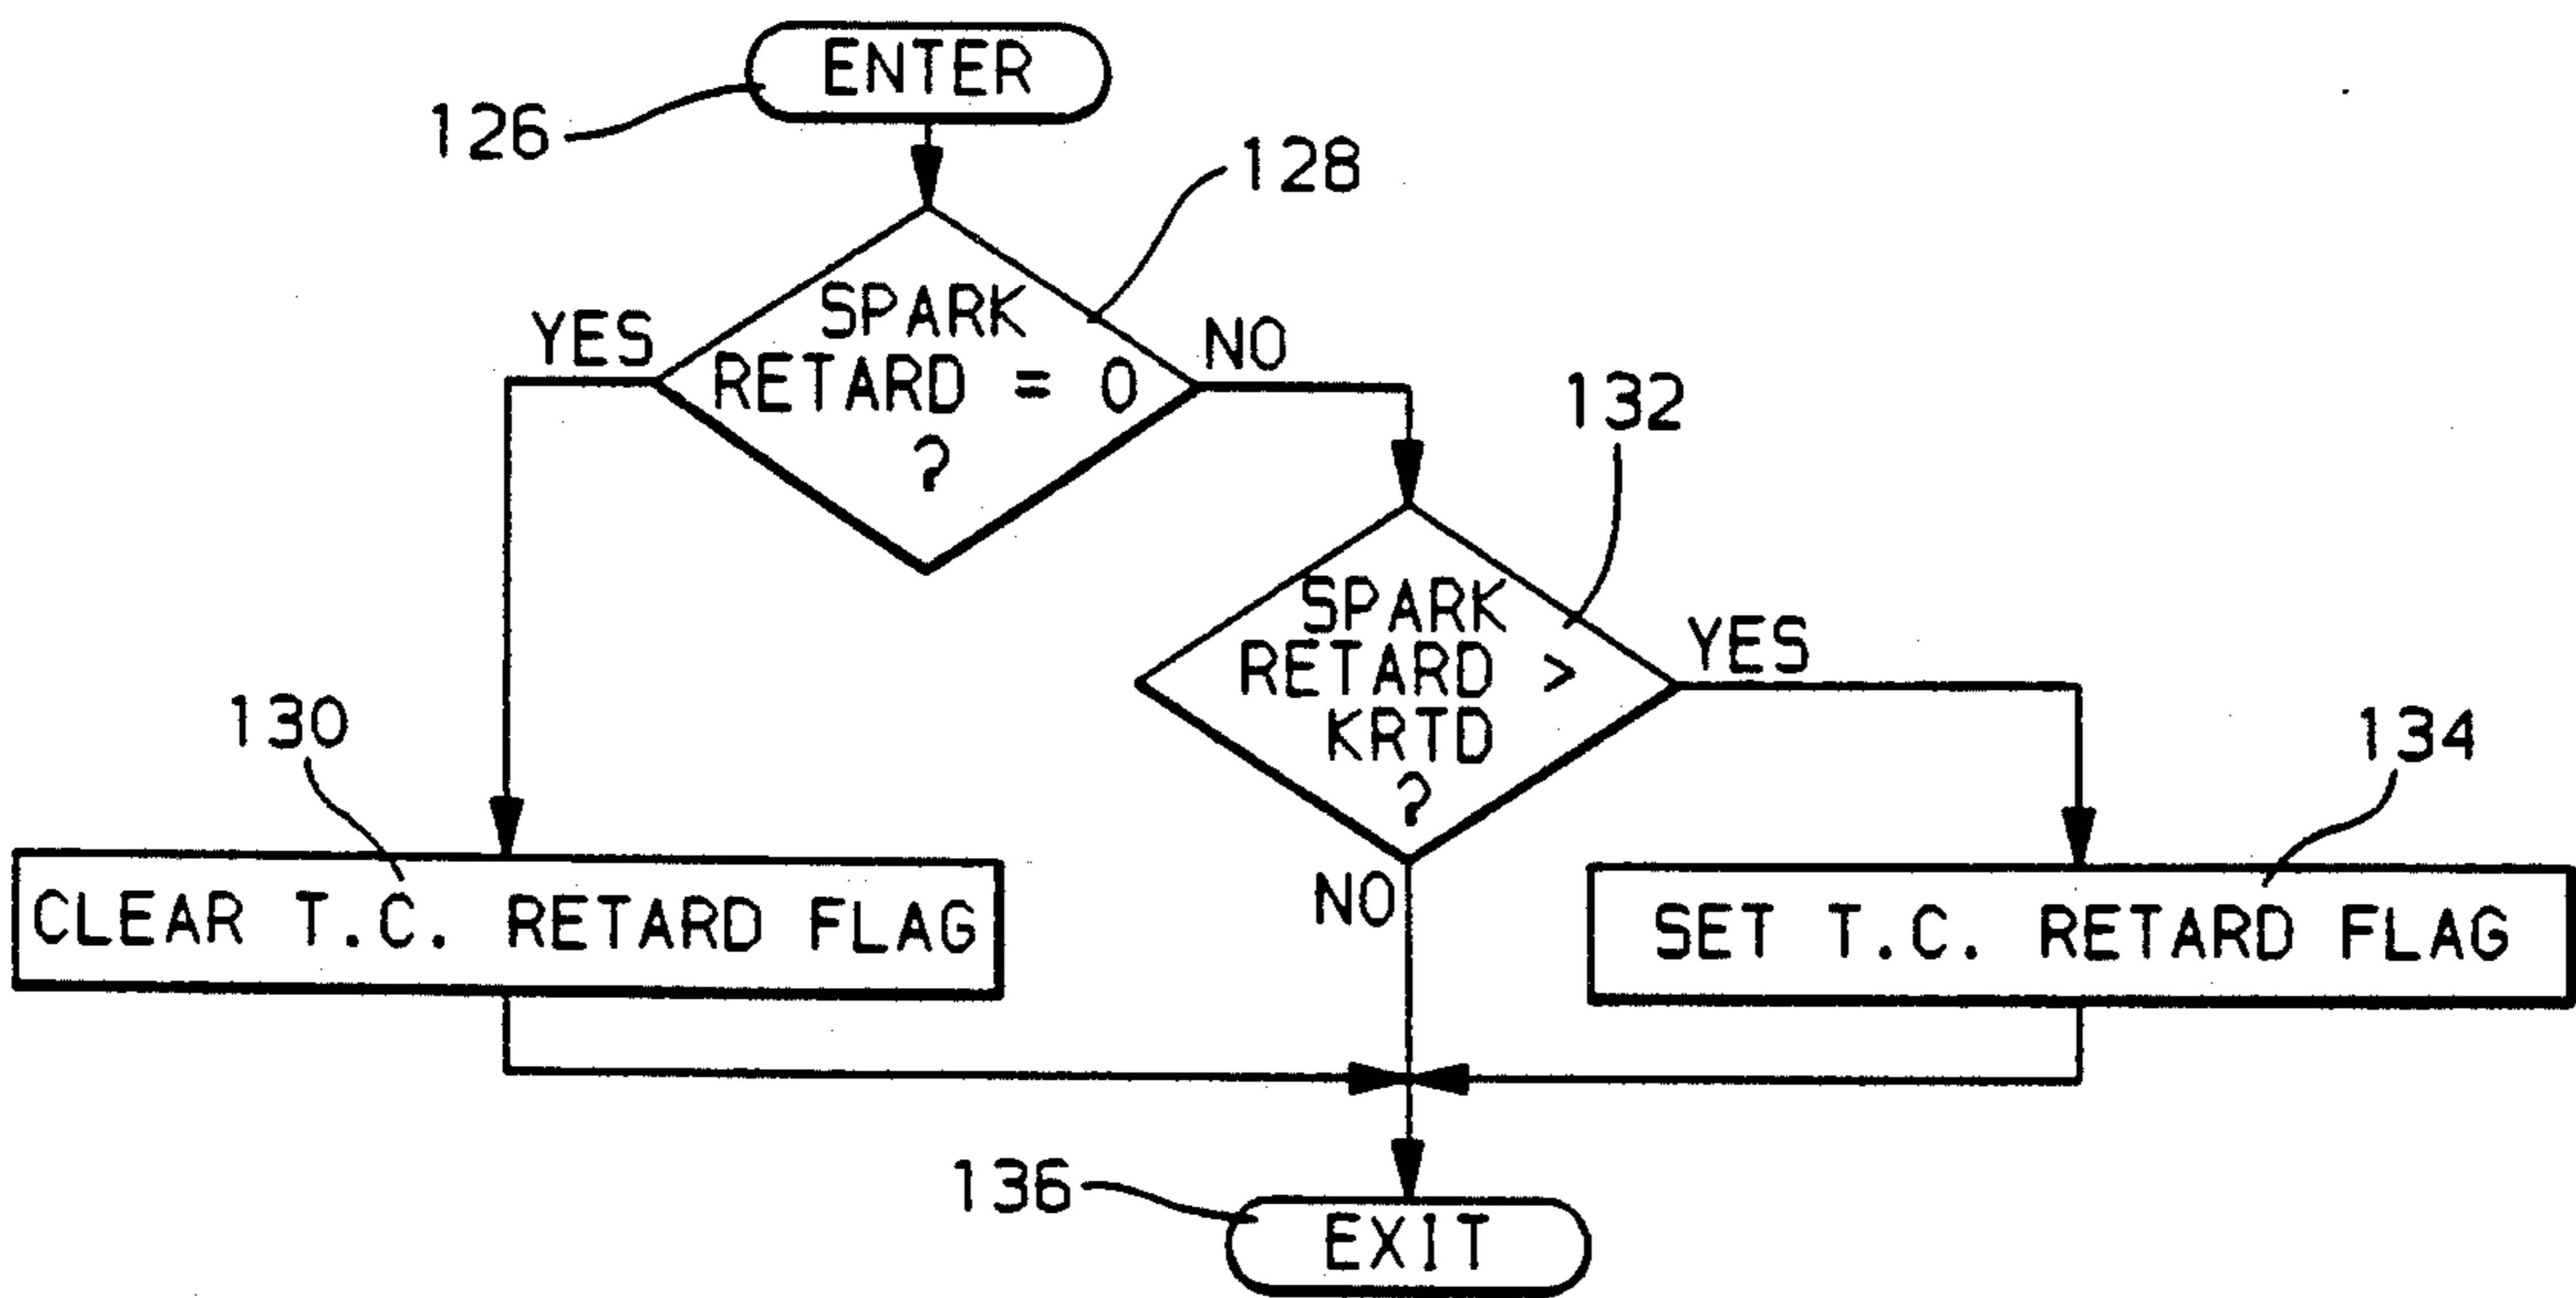 ENTER
126
128
SPARK
RETARD = 0
?
YES
NO
132
SPARK
RETARD >
KRTD
?
YES
NO
130
134
CLEAR T.C. RETARD FLAG
SET T.C. RETARD FLAG
136
EXIT